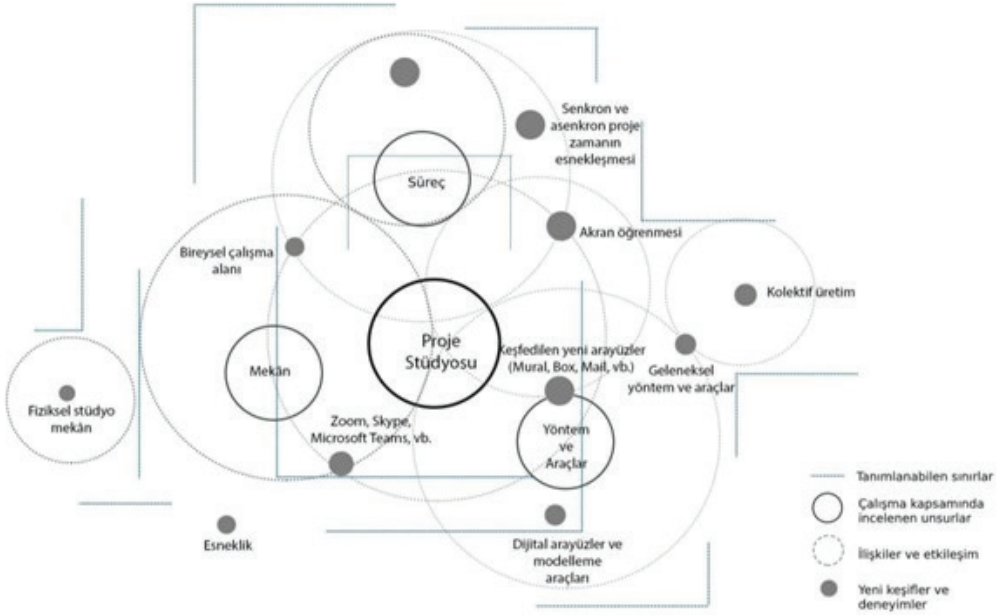 Senkron ve
asenkron proje
zamanın
esnekleşmesi
Süreç
Akran öğrenmesi
Bireysel çalışma
alanı
Kolektif üretim
Proje
Stüdyosu
Keşfedilen yeni arayüzler
(Mural, Box, Mail, vb.)
Geleneksel
yöntem ve araçlar
Mekân
Fiziksel stüdyo
mekân
Zoom, Skype,
Microsoft Teams, vb.
Yöntem
ve
Araçlar
Esneklik
Dijital arayüzler ve
modelleme
araçları
Tanımlanabilen sınırlar
Çalışma kapsamında
incelenen unsurlar
İlişkiler ve etkileşim
Yeni keşifler ve
deneyimler